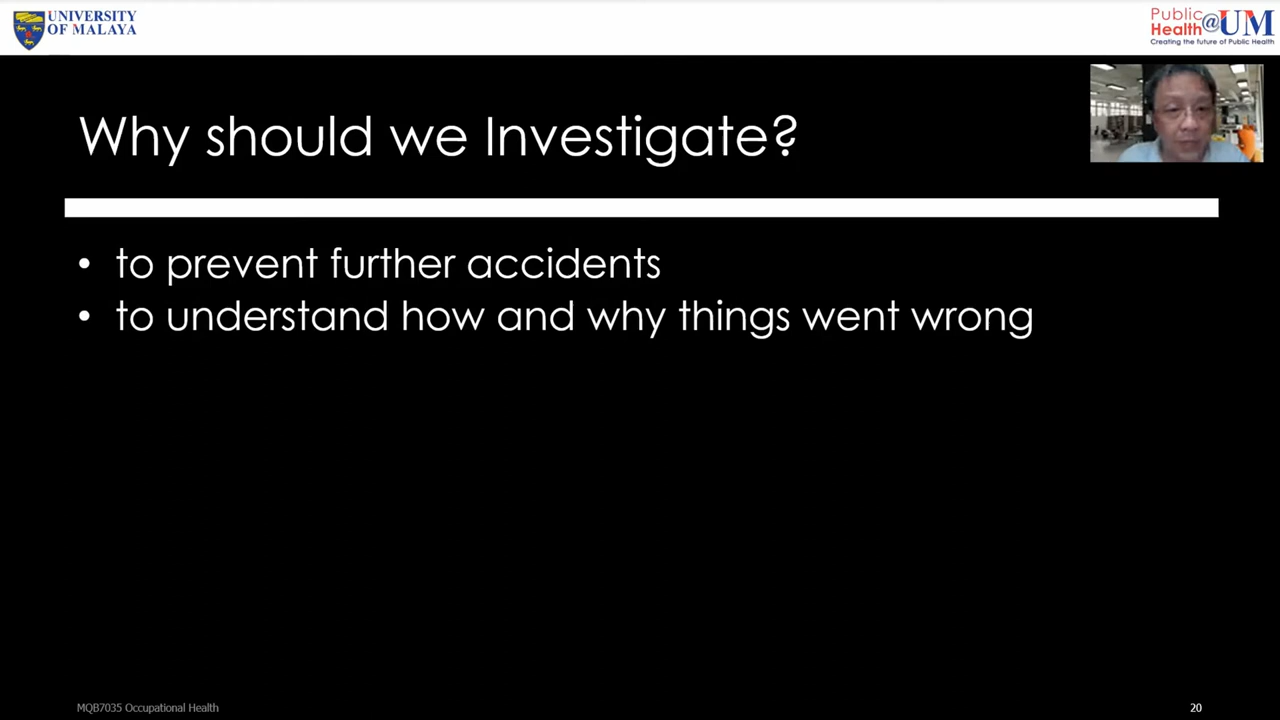 UNIVERSITY
OF MALAYA
Public
Health@UM
Creating the future of Public Health
Why should we Investigate?
• to prevent further accidents
• to understand how and why things went wrong
MQB7035 Occupational Health
20